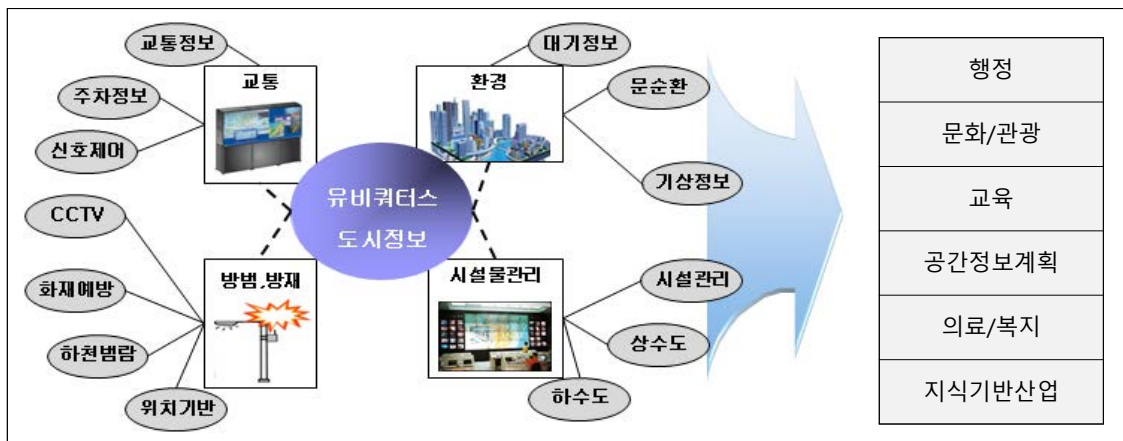 교통정보
주차정보
신호제어
교통
대기정보
환경
문순환
기상정보
유비쿼터스
도시정보
CCTV
화재예방
하천범람
위치기반
방범,방재
시설물관리
시설관리
상수도
하수도
행정
문화/관광
교육
공간정보계획
의료/복지
지식기반산업